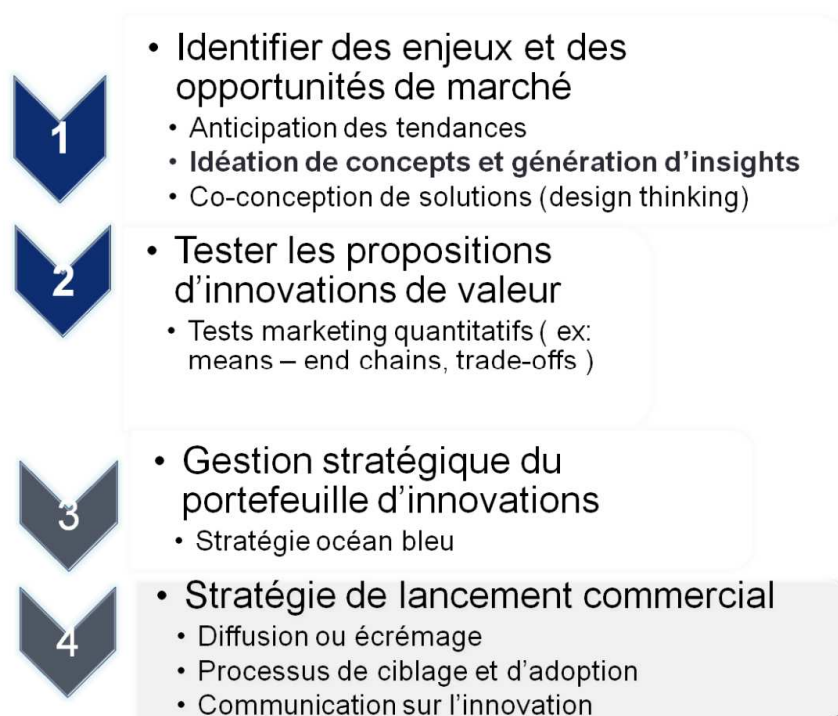 1
• Identifier des enjeux et des
opportunités de marché
• Anticipation des tendances
• Idéation de concepts et génération d’insights
• Co-conception de solutions (design thinking)
2
• Tester les propositions
d’innovations de valeur
• Tests marketing quantitatifs ( ex:
means – end chains, trade-offs )
3
• Gestion stratégique du
portefeuille d’innovations
• Stratégie océan bleu
4
• Stratégie de lancement commercial
• Diffusion ou écrémage
• Processus de ciblage et d’adoption
• Communication sur l’innovation